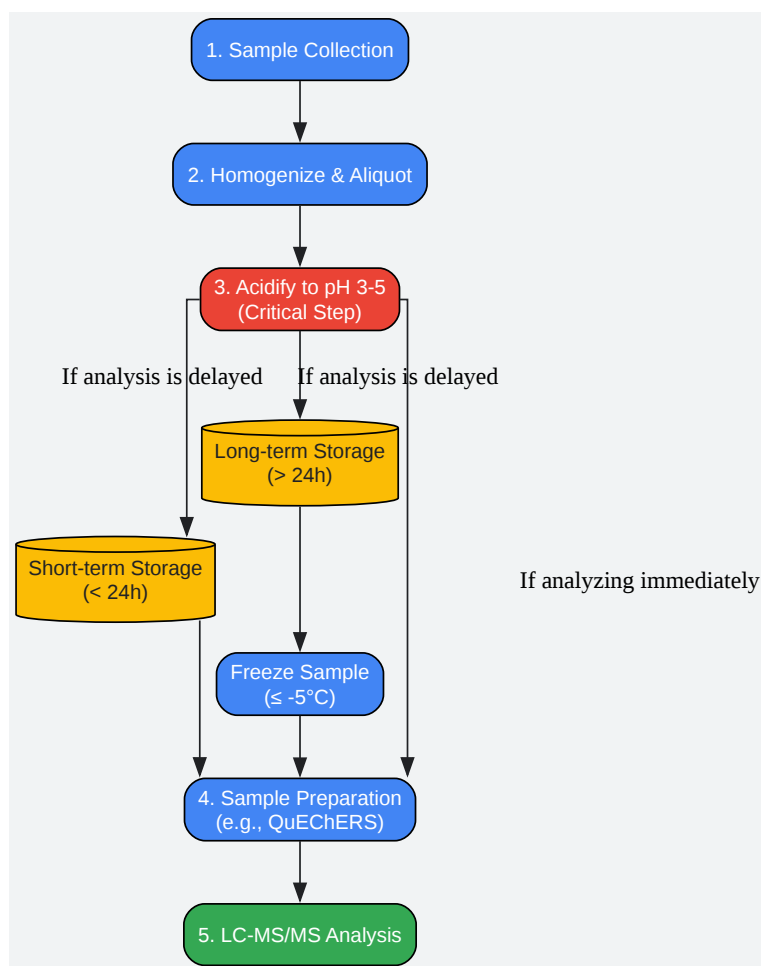 1. Sample Collection
2. Homogenize & Aliquot
3. Acidify to pH 3-5
(Critical Step)
If analysis is delayed
If analysis is delayed
Long-term Storage
(> 24h)
Short-term Storage
(< 24h)
If analyzing immediately
Freeze Sample
(≤ -5°C)
4. Sample Preparation
(e.g., QuEChERS)
5. LC-MS/MS Analysis